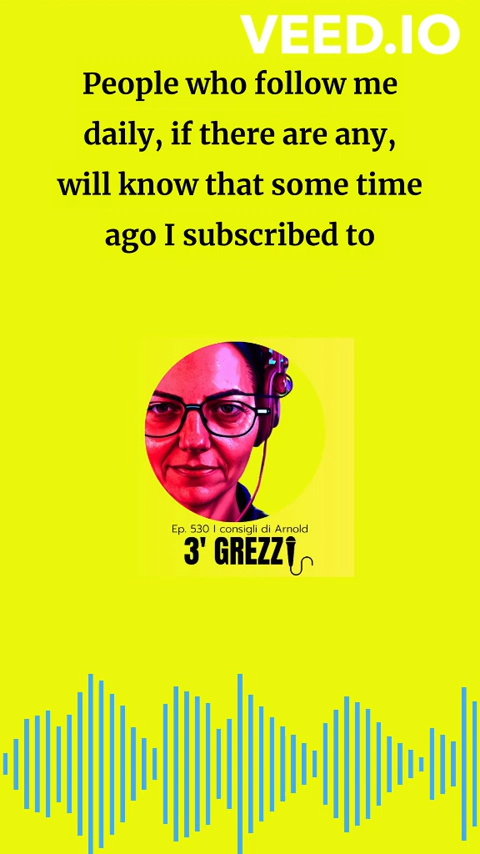 VEED.IO
People who follow me
daily, if there are any,
will know that some time
ago I subscribed to
Ep. 530 I consigli di Arnold
3' GREZZI